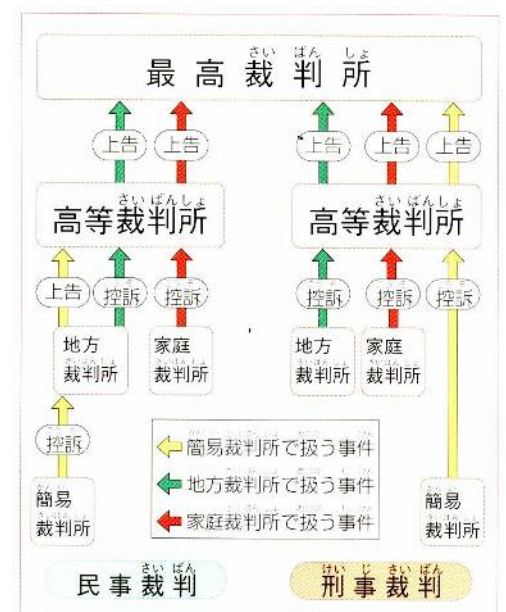 最高裁判所
さい ばん しょ
上告 上告 上告 上告 上告
高等裁判所 高等裁判所
さい ばん しょ さい ばん しょ
上告 控訴 控訴 控訴 控訴 控訴
地方
裁判所
家庭
裁判所
地方
裁判所
家庭
裁判所
控訴
簡易裁判所で扱う事件
地方裁判所で扱う事件
家庭裁判所で扱う事件
簡易
裁判所
簡易
裁判所
民事裁判
さい ばん
刑事裁判
けい じ さい ばん